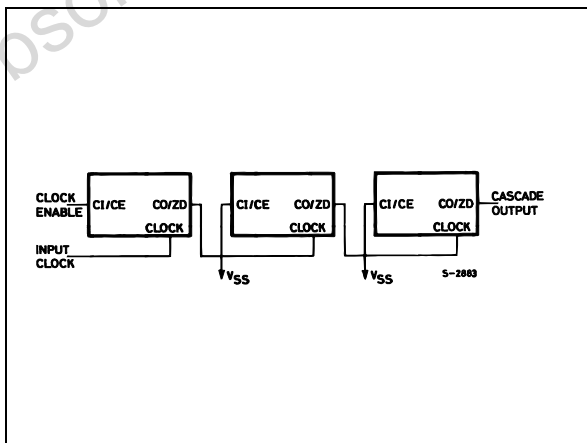 CLOCK
ENABLE
CI/CE CO/ZD
CLOCK
CI/CE CO/ZD
CLOCK
CI/CE CO/ZD
CLOCK
CASCADE
OUTPUT
INPUT
CLOCK
VSS
VSS
S-2883